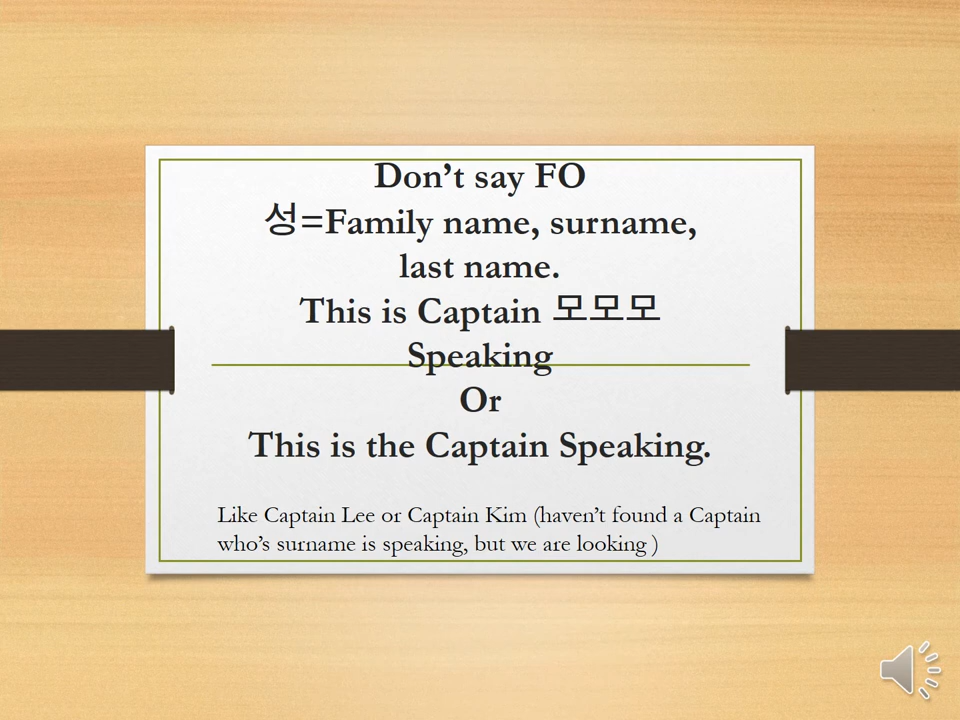 Don’t say FO
성=Family name, surname,
last name.
This is Captain 모모모
Speaking
Or
This is the Captain Speaking.
Like Captain Lee or Captain Kim (haven’t found a Captain
who’s surname is speaking, but we are looking )